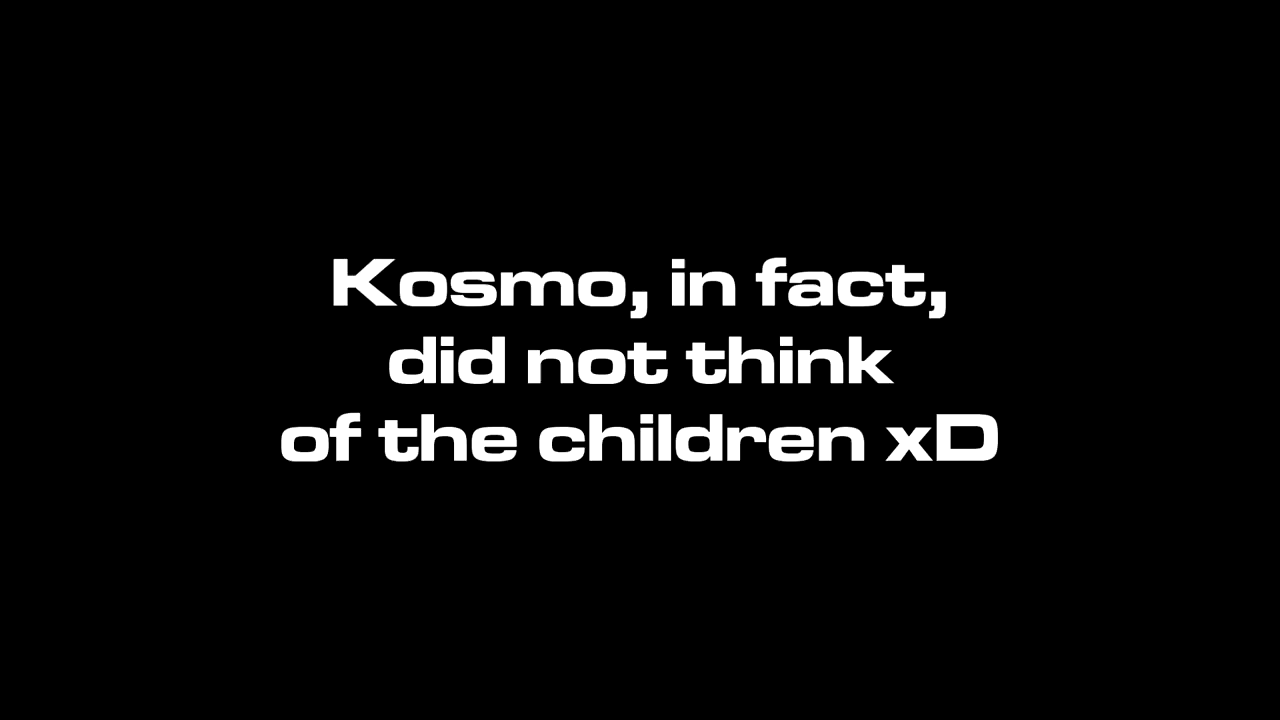 Kosmo, in fact,
did not think
of the children xD